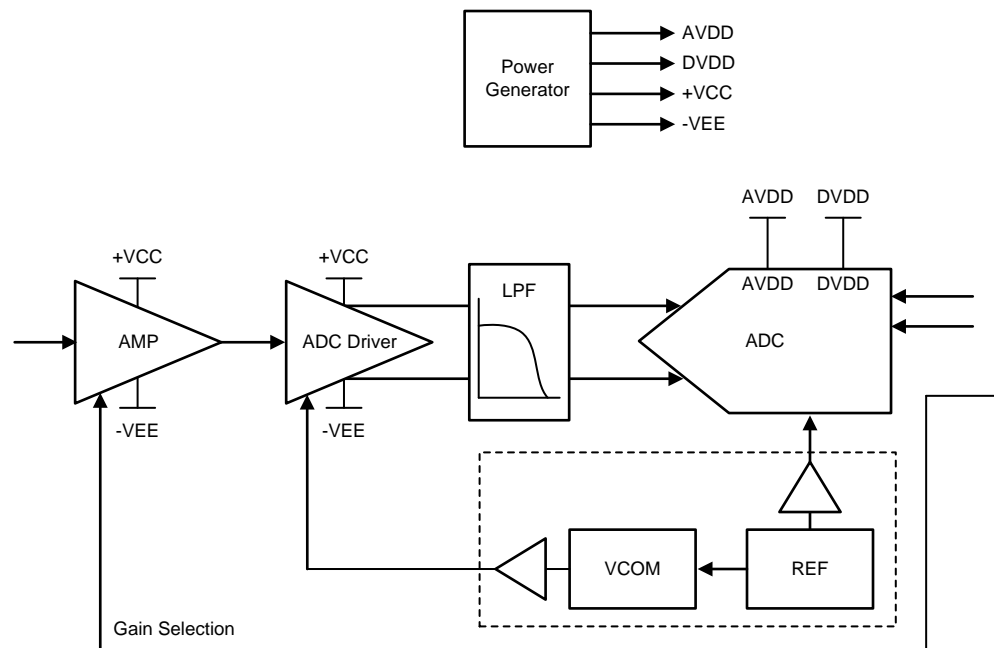 AVDD
DVDD
+VCC
-VEE
Power
Generator
AVDD DVDD
+VCC
+VCC
LPF
AVDD DVDD
AMP
ADC Driver
ADC
-VEE
-VEE
VCOM
REF
Gain Selection